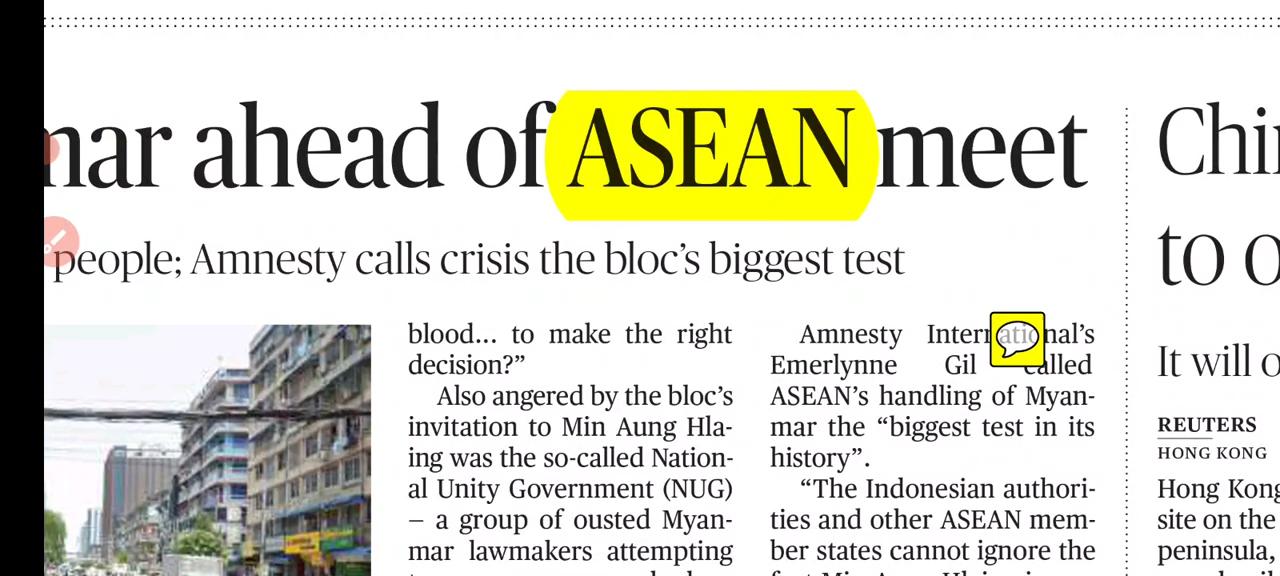 mar ahead of ASEAN meet
people; Amnesty calls crisis the bloc’s biggest test
blood... to make the right
decision?”
Also angered by the bloc’s
invitation to Min Aung Hla-
ing was the so-called Nation-
al Unity Government (NUG)
– a group of ousted Myan-
mar lawmakers attempting
Amnesty International’s
Emerlynne Gil called
ASEAN’s handling of Myan-
mar the “biggest test in its
history”.
“The Indonesian authori-
ties and other ASEAN mem-
ber states cannot ignore the
Chin
to o
It will o
REUTERS
HONG KONG
Hong Kong
site on the
peninsula,